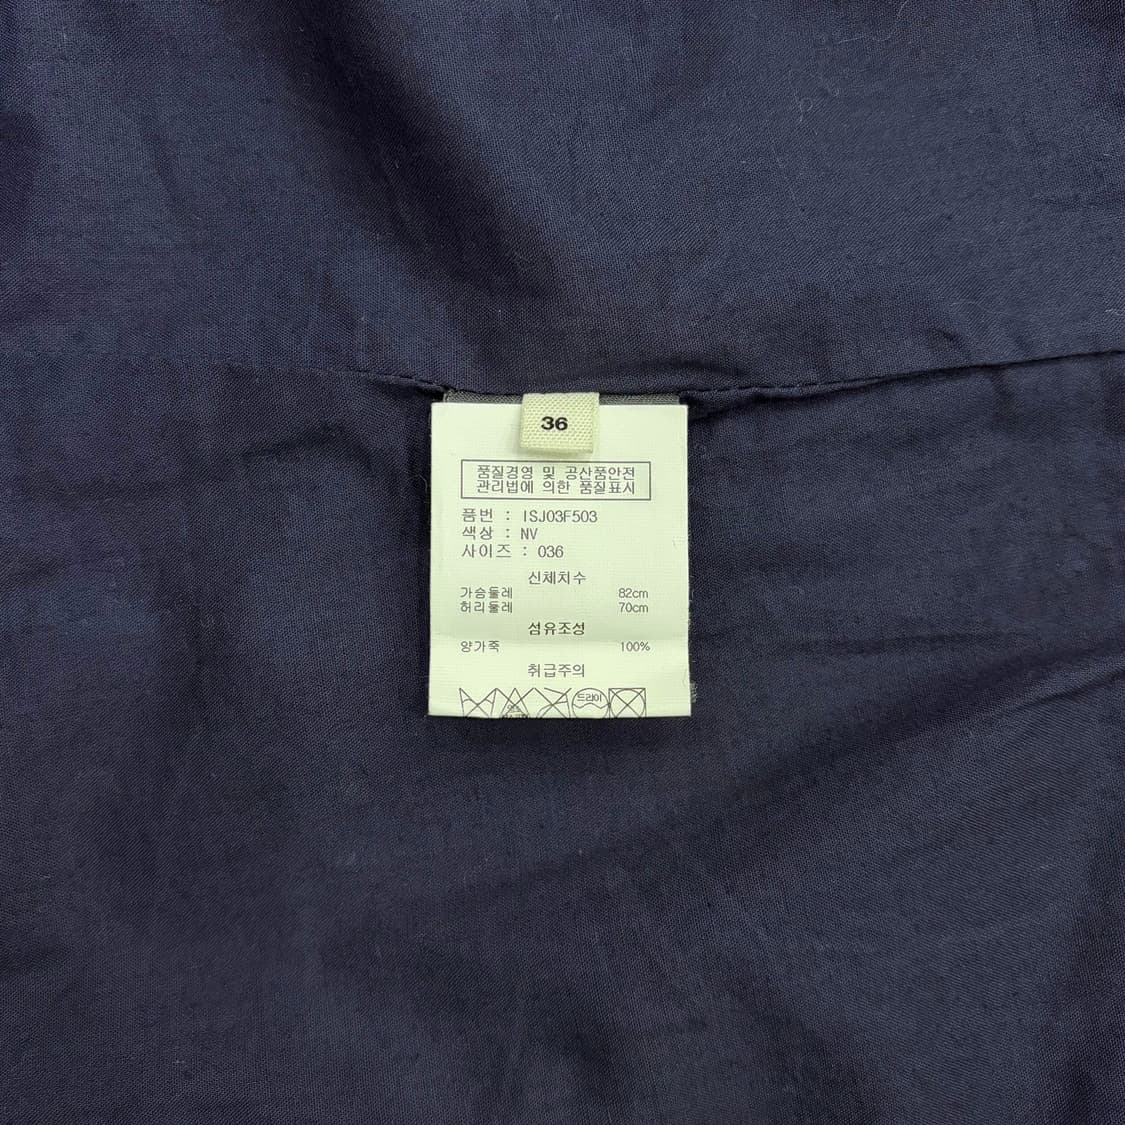 36
품질경영 및 공산품안전
관리법에 의한 품질표시
품번 : ISJ03F503
색상 : NV
사이즈 : 036
신체치수
가슴둘레 82cm
허리둘레 70cm
섬유조성
양가죽 100%
취급주의
드라이